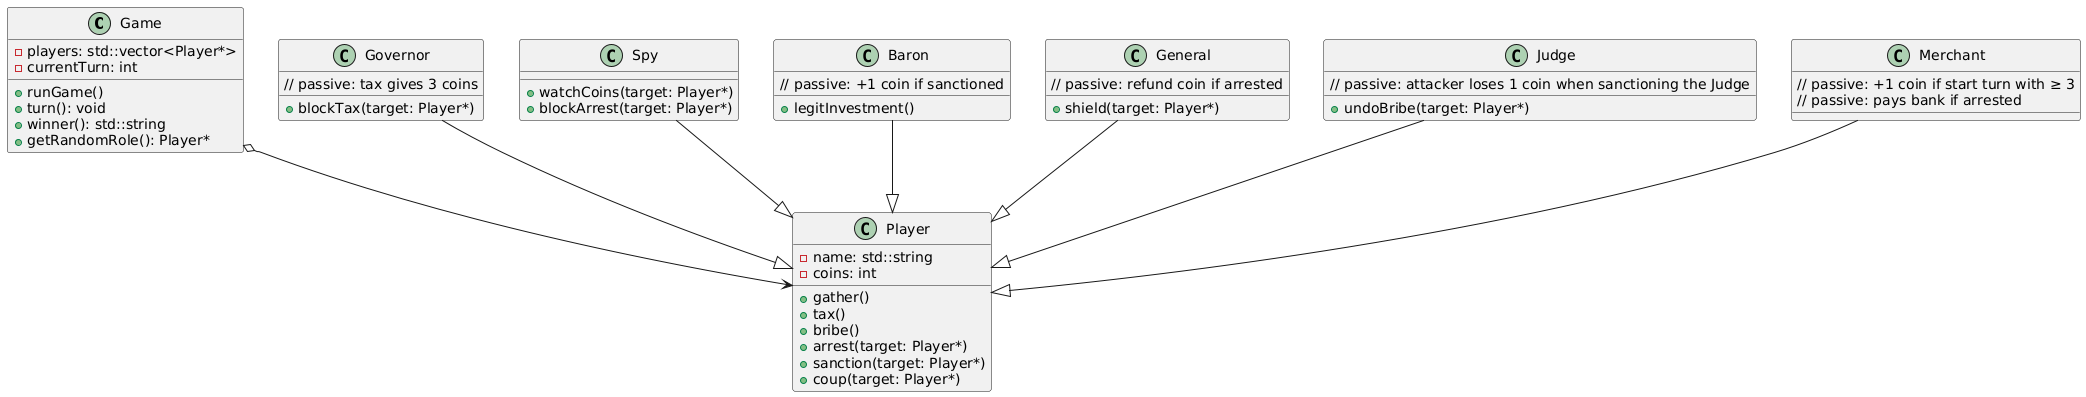 C Game
players: std::vector<Player*>
currentTurn: int
runGame()
turn(): void
winner(): std::string
getRandomRole(): Player*
C Governor
// passive: tax gives 3 coins
blockTax(target: Player*)
C Spy
watchCoins(target: Player*)
blockArrest(target: Player*)
C Baron
// passive: +1 coin if sanctioned
legitInvestment()
C General
// passive: refund coin if arrested
shield(target: Player*)
C Judge
// passive: attacker loses 1 coin when sanctioning the Judge
undoBribe(target: Player*)
C Merchant
// passive: +1 coin if start turn with ≥ 3
// passive: pays bank if arrested
C Player
name: std::string
coins: int
gather()
tax()
bribe()
arrest(target: Player*)
sanction(target: Player*)
coup(target: Player*)